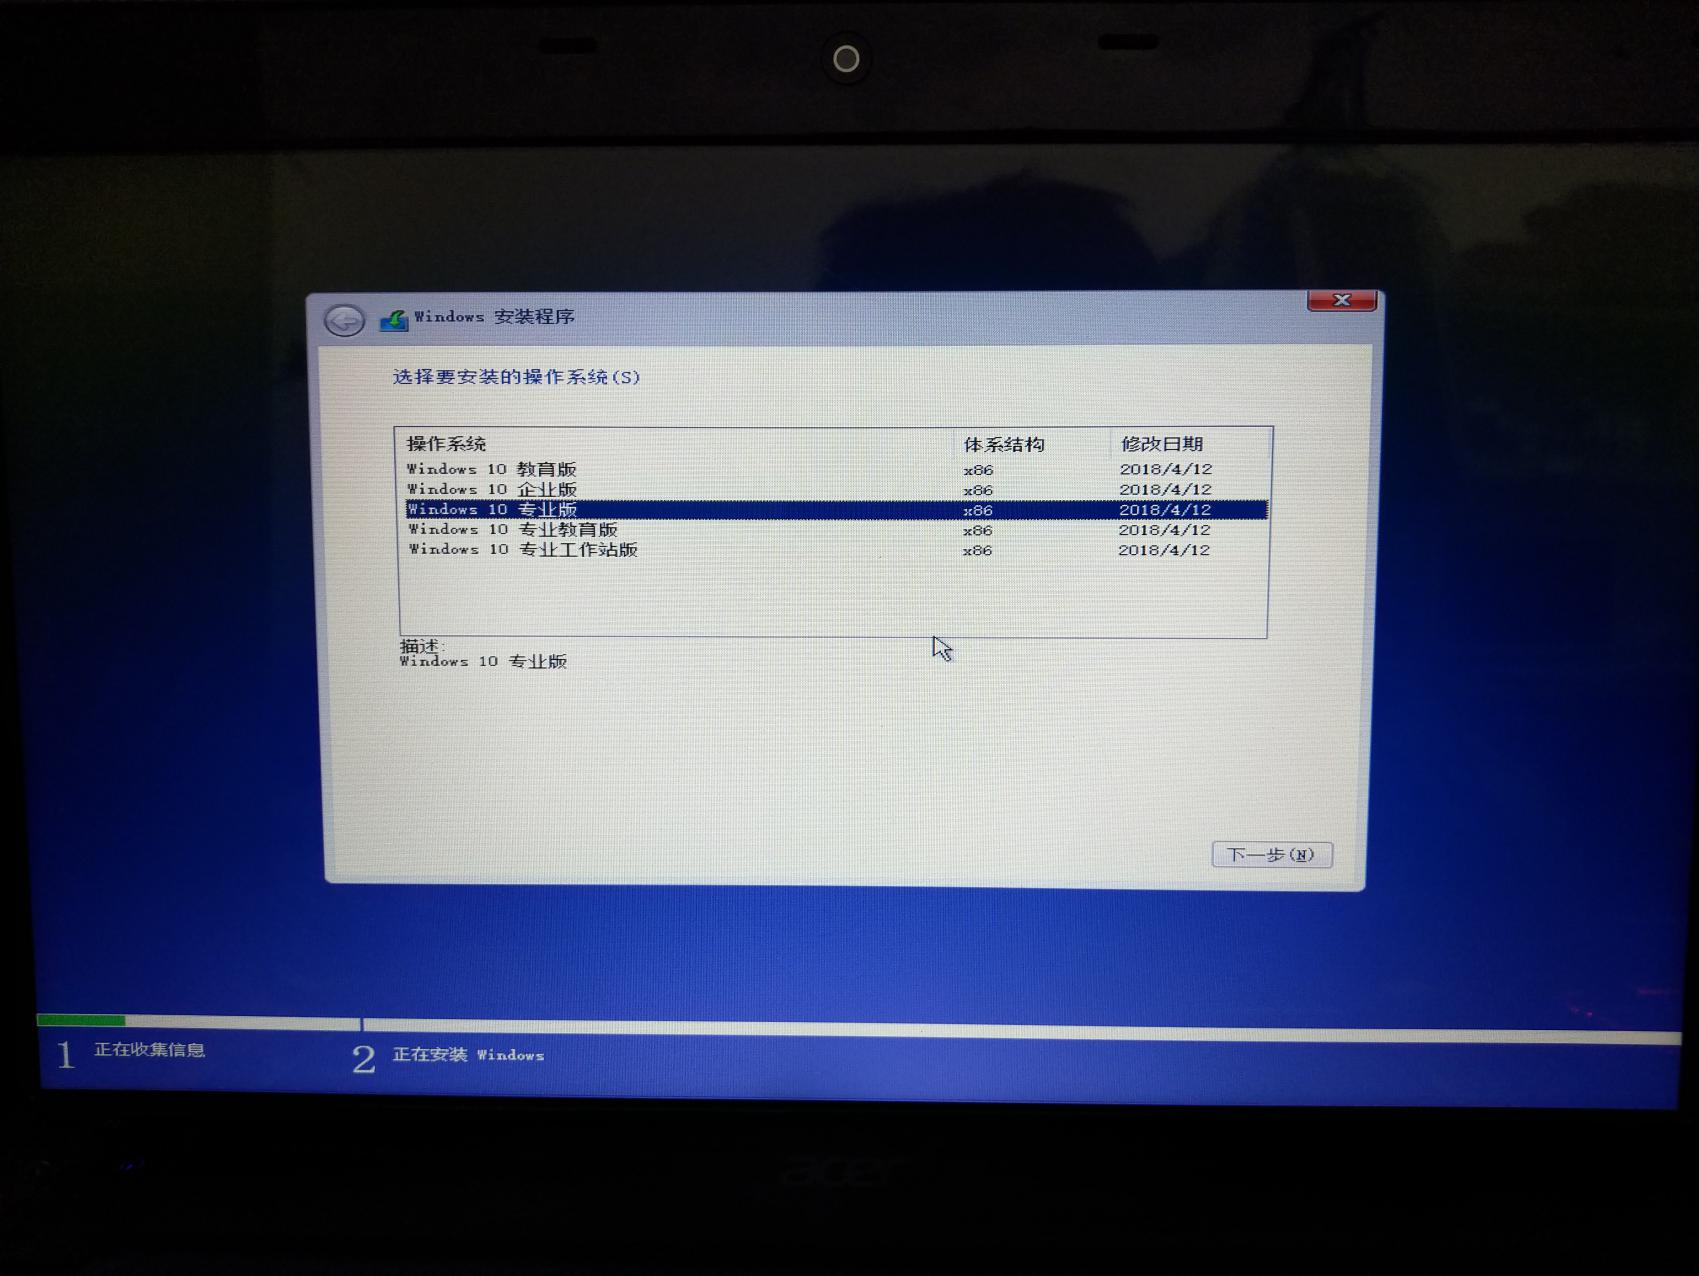 Windows 安装程序
选择要安装的操作系统(S)
操作系统 体系结构 修改日期
Windows 10 教育版 x86 2018/4/12
Windows 10 企业版 x86 2018/4/12
Windows 10 专业版 x86 2018/4/12
Windows 10 专业教育版 x86 2018/4/12
Windows 10 专业工作站版 x86 2018/4/12
描述:
Windows 10 专业版
下一步(N)
1 正在收集信息 2 正在安装 Windows
acer